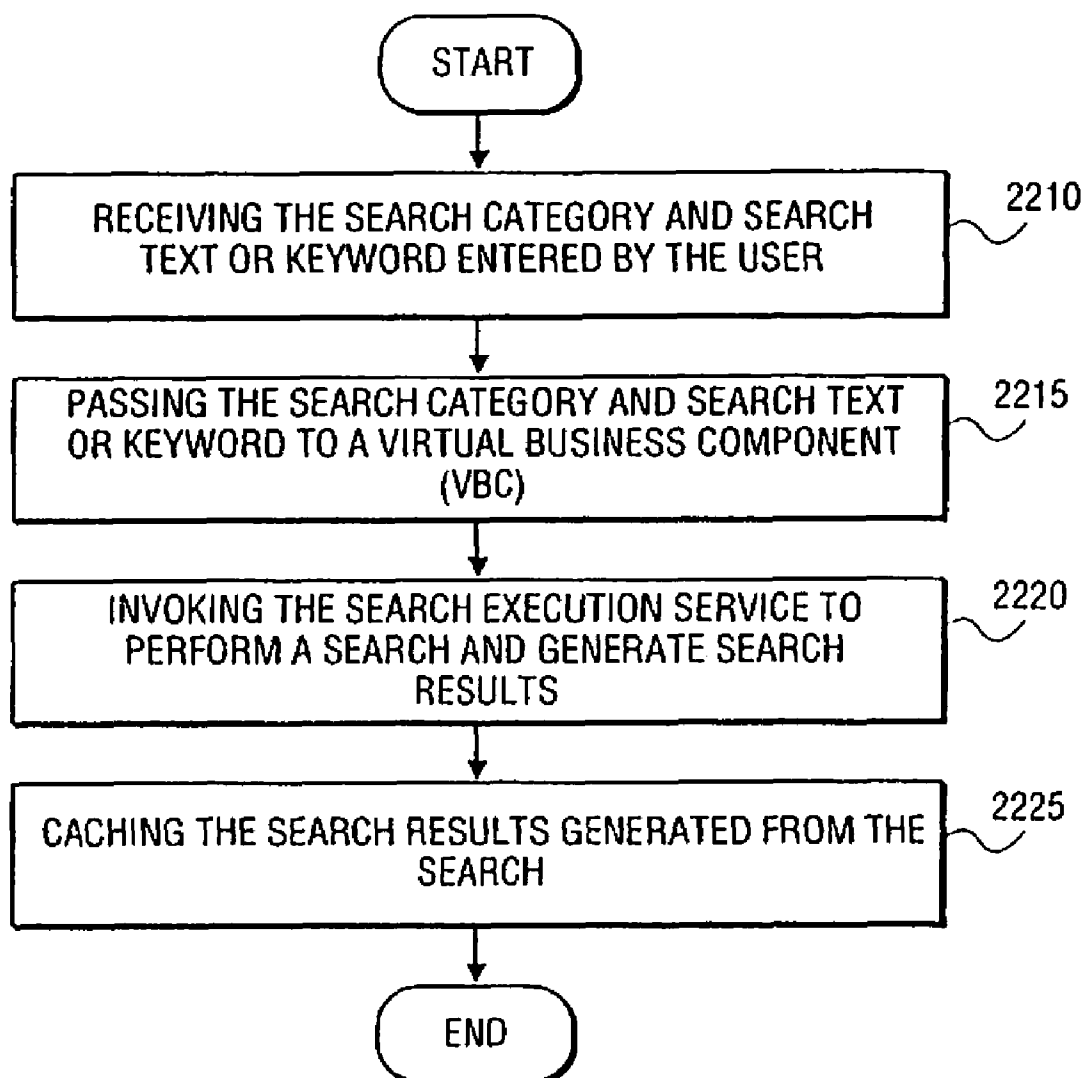 START
RECEIVING THE SEARCH CATEGORY AND SEARCH
TEXT OR KEYWORD ENTERED BY THE USER
2210
PASSING THE SEARCH CATEGORY AND SEARCH TEXT
OR KEYWORD TO A VIRTUAL BUSINESS COMPONENT
(VBC)
2215
INVOKING THE SEARCH EXECUTION SERVICE TO
PERFORM A SEARCH AND GENERATE SEARCH
RESULTS
2220
CACHING THE SEARCH RESULTS GENERATED FROM THE
SEARCH
2225
END